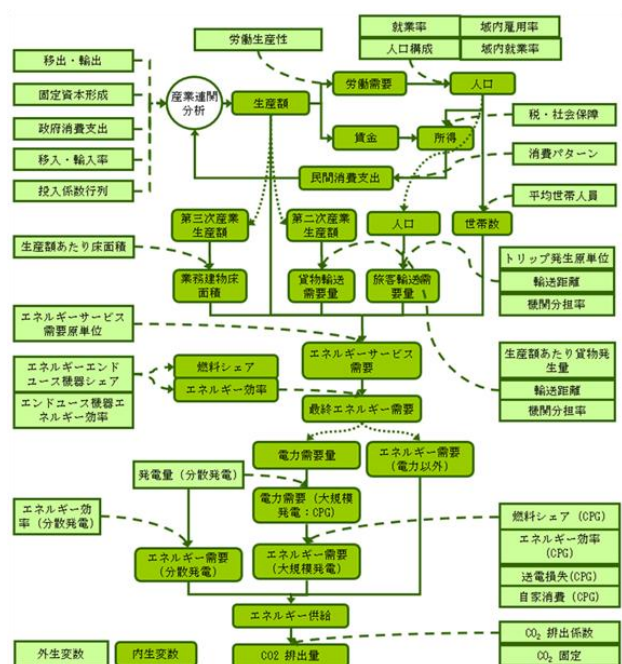 就業率
域内雇用率
人口構成
域内就業率
労働生産性
移出・輸出
固定資本形成
政府消費支出
移入・輸入率
投入係数行列
産業連関
分析
生産額
労働需要
人口
賃金
所得
税・社会保障
消費パターン
民間消費支出
平均世帯人員
第三次産業
生産額
第二次産業
生産額
人口
世帯数
生産額あたり床面積
業務建物床
面積
貨物輸送
需要量
旅客輸送需
要量
トリップ発生原単位
輸送距離
機関分担率
エネルギーサービス
需要原単位
エネルギーサービス
需要
生産額あたり貨物発
生量
輸送距離
機関分担率
エネルギーエンド
ユース機器シェア
エンドユース機器エ
ネルギー効率
燃料シェア
エネルギー効率
最終エネルギー需要
電力需要量
エネルギー需要
(電力以外)
発電量（分散発電）
電力需要（大規模
発電：CPG）
エネルギー効
率（分散発電）
エネルギー需要
（分散発電）
エネルギー需要
（大規模発電）
燃料シェア (CPG)
エネルギー効率
(CPG)
送電損失(CPG)
自家消費 (CPG)
エネルギー供給
CO2 排出量
CO₂ 排出係数
CO₂ 固定
外生変数
内生変数